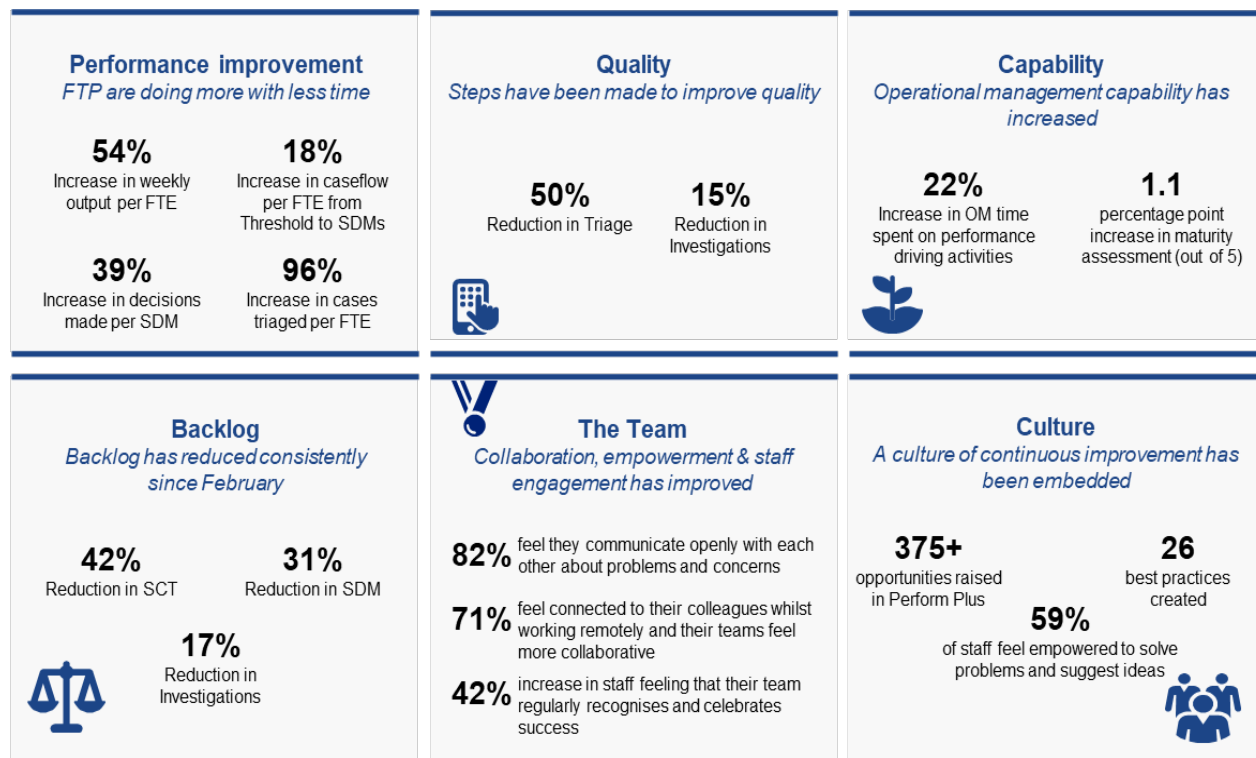 Performance improvement
FTP are doing more with less time
54%
Increase in weekly
output per FTE
18%
Increase in caseflow
per FTE from
Threshold to SDMs
39%
Increase in decisions
made per SDM
96%
Increase in cases
triaged per FTE
Quality
Steps have been made to improve quality
50%
Reduction in Triage
15%
Reduction in
Investigations
Capability
Operational management capability has
increased
22%
Increase in OM time
spent on performance
driving activities
1.1
percentage point
increase in maturity
assessment (out of 5)
Backlog
Backlog has reduced consistently
since February
42%
Reduction in SCT
31%
Reduction in SDM
17%
Reduction in
Investigations
The Team
Collaboration, empowerment & staff
engagement has improved
82%
feel they communicate openly with each
other about problems and concerns
71%
feel connected to their colleagues whilst
working remotely and their teams feel
more collaborative
42%
increase in staff feeling that their team
regularly recognises and celebrates
success
Culture
A culture of continuous improvement has
been embedded
375+
opportunities raised
in Perform Plus
26
best practices
created
59%
of staff feel empowered to solve
problems and suggest ideas